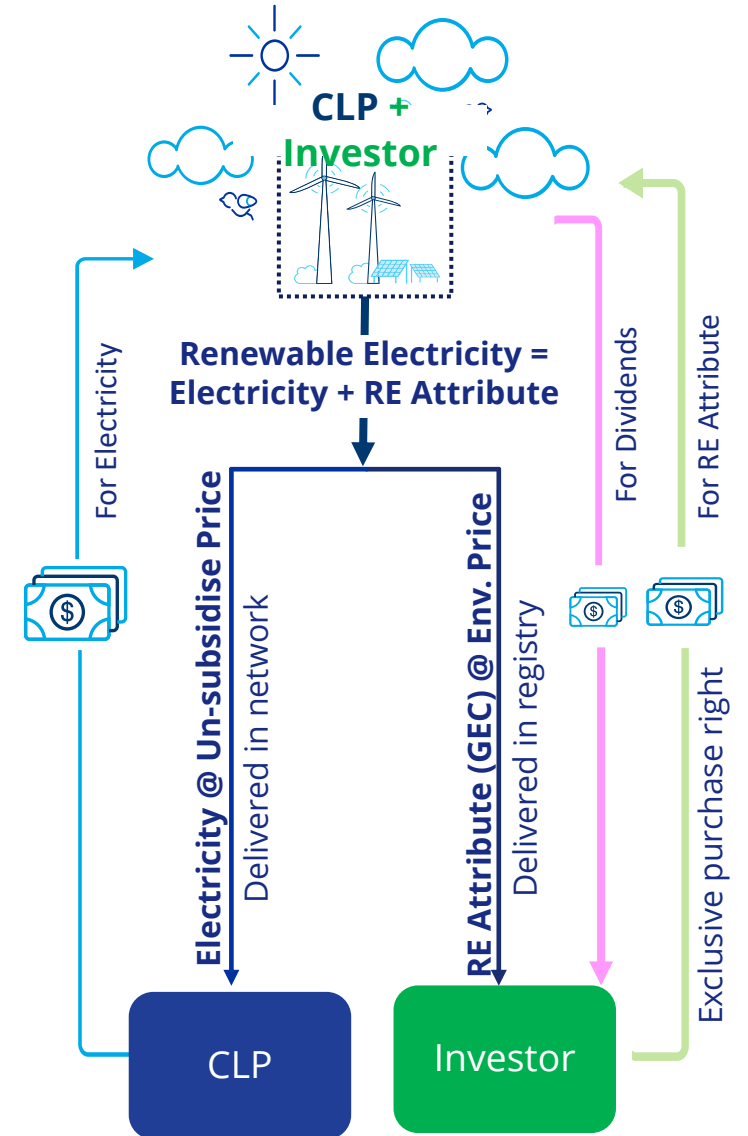 CLP +
Investor
Renewable Electricity =
Electricity + RE Attribute
For Electricity
$
Electricity @ Un-subsidise Price
Delivered in network
RE Attribute (GEC) @ Env. Price
Delivered in registry
For Dividends
$
For RE Attribute
$
Exclusive purchase right
CLP
Investor